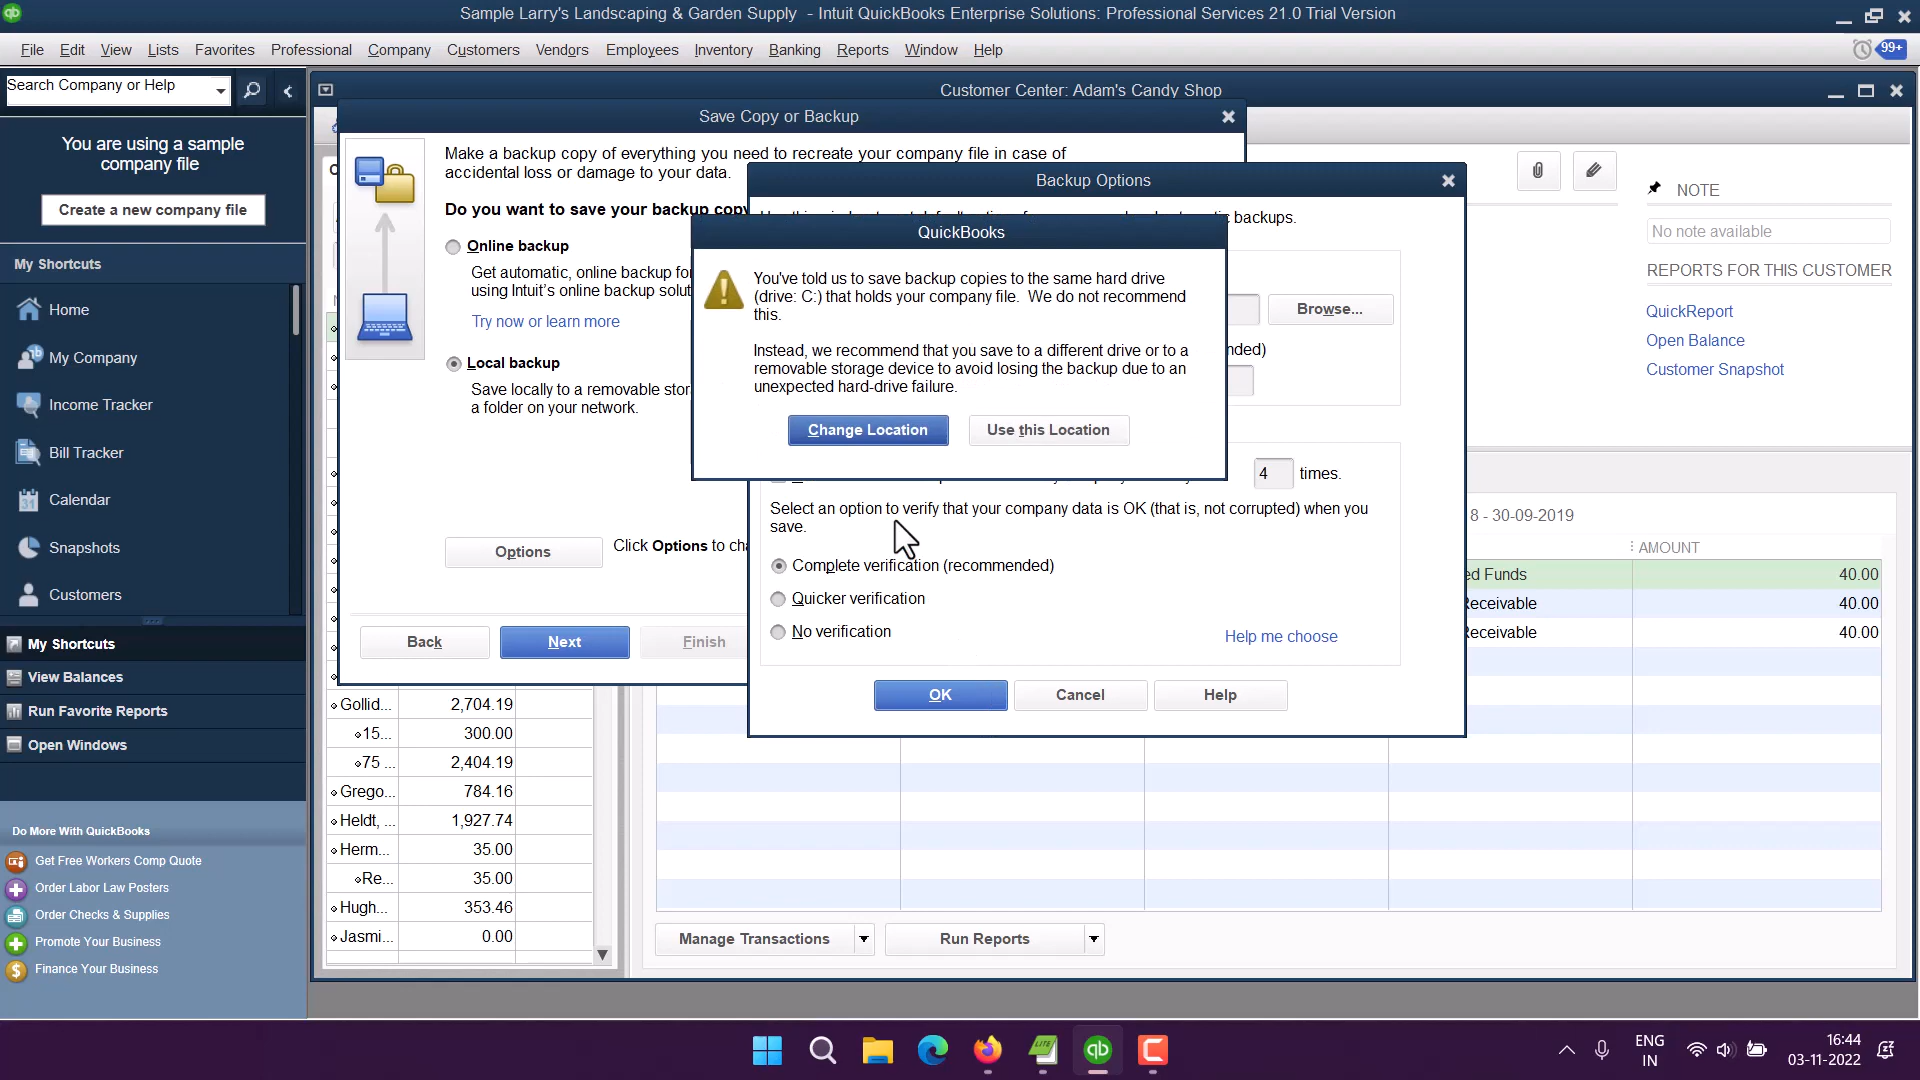 Sample Larry's Landscaping & Garden Supply - Intuit QuickBooks Enterprise Solutions: Professional Services 21.0 Trial Version
File Edit View Lists Favorites Professional Company Customers Vendors Employees Inventory Banking Reports Window Help
99+
Search Company or Help
Customer Center: Adam's Candy Shop
You are using a sample
company file
Create a new company file
My Shortcuts
Home
My Company
Income Tracker
Bill Tracker
Calendar
Snapshots
Customers
My Shortcuts
View Balances
Run Favorite Reports
Open Windows
Do More With QuickBooks
Get Free Workers Comp Quote
Order Labor Law Posters
Order Checks & Supplies
Promote Your Business
Finance Your Business
Save Copy or Backup
Make a backup copy of everything you need to recreate your company file in case of
accidental loss or damage to your data.
Do you want to save your backup copy
Online backup
Get automatic, online backup for
using Intuit's online backup solut
Try now or learn more
Local backup
Save locally to a removable stor
a folder on your network.
Options
Click Options to cha
Back Next Finish
Backup Options
backups.
Browse...
nded)
4 times.
Select an option to verify that your company data is OK (that is, not corrupted) when you
save.
Complete verification (recommended)
Quicker verification
No verification
Help me choose
OK Cancel Help
QuickBooks
You've told us to save backup copies to the same hard drive
(drive: C:) that holds your company file. We do not recommend
this.
Instead, we recommend that you save to a different drive or to a
removable storage device to avoid losing the backup due to an
unexpected hard-drive failure.
Change Location Use this Location
NOTE
No note available
REPORTS FOR THIS CUSTOMER
QuickReport
Open Balance
Customer Snapshot
8 - 30-09-2019
AMOUNT
ed Funds 40.00
Receivable 40.00
Receivable 40.00
Gollid... 2,704.19
15... 300.00
75 ... 2,404.19
Grego... 784.16
Heldt, ... 1,927.74
Herm... 35.00
Re... 35.00
Hugh... 353.46
Jasmi... 0.00
Manage Transactions Run Reports
LITE
qb
C
ENG
IN
16:44
03-11-2022